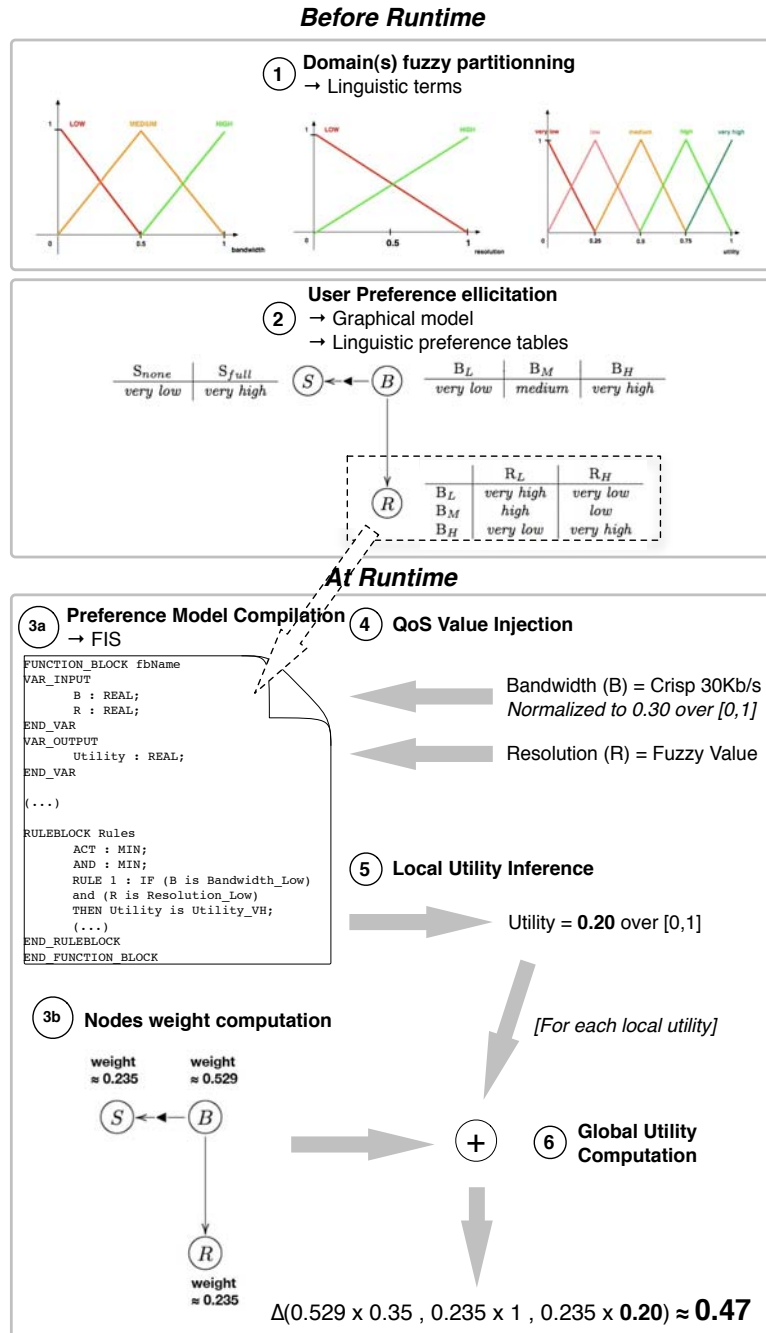 Before Runtime
1 Domain(s) fuzzy partitionning
→ Linguistic terms
1 LOW MEDIUM HIGH
0 0.5 1
bandwidth
1 LOW HIGH
0 0.5 1
resolution
very low low medium high very high
1
0 0.25 0.5 0.75 1
utility
User Preference ellicitation
2 → Graphical model
→ Linguistic preference tables
S_none S_full
very low very high
S B
B_L B_M B_H
very low medium very high
R
R_L R_H
B_L very high very low
B_M high low
B_H very low very high
At Runtime
3a Preference Model Compilation
→ FIS
FUNCTION_BLOCK fbName
VAR_INPUT
B : REAL;
R : REAL;
END_VAR
VAR_OUTPUT
Utility : REAL;
END_VAR
(...)
RULEBLOCK Rules
ACT : MIN;
AND : MIN;
RULE 1 : IF (B is Bandwidth_Low)
and (R is Resolution_Low)
THEN Utility is Utility_VH;
(...)
END_RULEBLOCK
END_FUNCTION_BLOCK
4 QoS Value Injection
Bandwidth (B) = Crisp 30Kb/s
Normalized to 0.30 over [0,1]
Resolution (R) = Fuzzy Value
5 Local Utility Inference
Utility = 0.20 over [0,1]
[For each local utility]
3b Nodes weight computation
weight weight
≈ 0.235 ≈ 0.529
S B
R
weight
≈ 0.235
+
6 Global Utility
Computation
Δ(0.529 x 0.35 , 0.235 x 1 , 0.235 x 0.20) ≈ 0.47